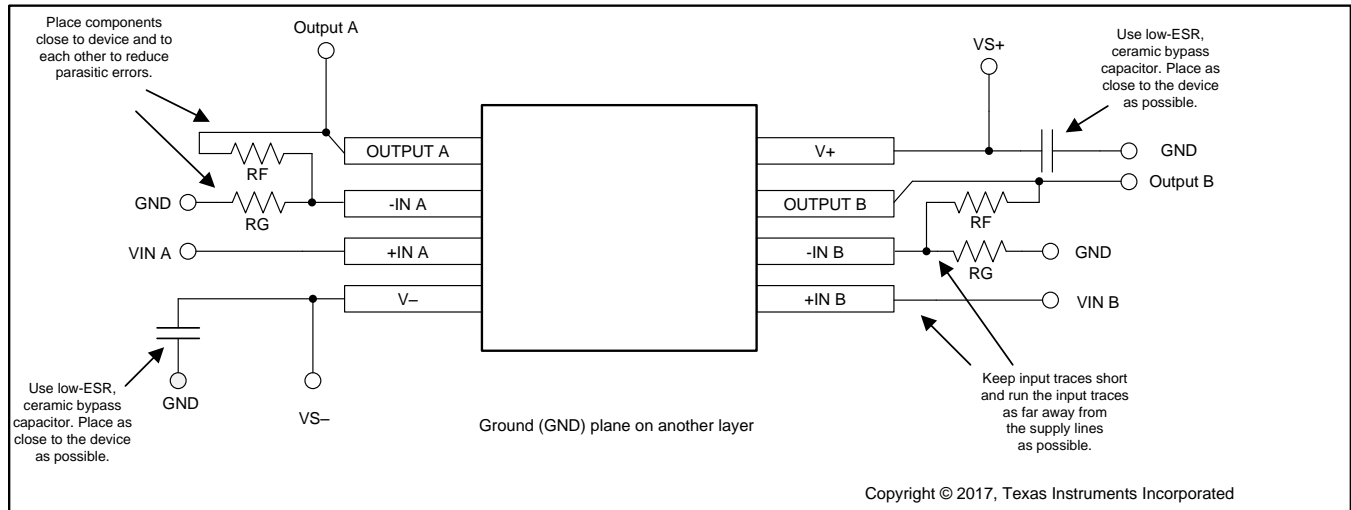 Place components
close to device and to
each other to reduce
parasitic errors.
Output A
VS+
Use low-ESR,
ceramic bypass
capacitor. Place as
close to the device
as possible.
OUTPUT A
V+
GND
RF
Output B
GND
-IN A
OUTPUT B
RF
RG
VIN A
+IN A
-IN B
GND
RG
V–
+IN B
VIN B
Use low-ESR,
ceramic bypass
capacitor. Place as
close to the device
as possible.
GND
VS–
Ground (GND) plane on another layer
Keep input traces short
and run the input traces
as far away from
the supply lines
as possible.
Copyright © 2017, Texas Instruments Incorporated